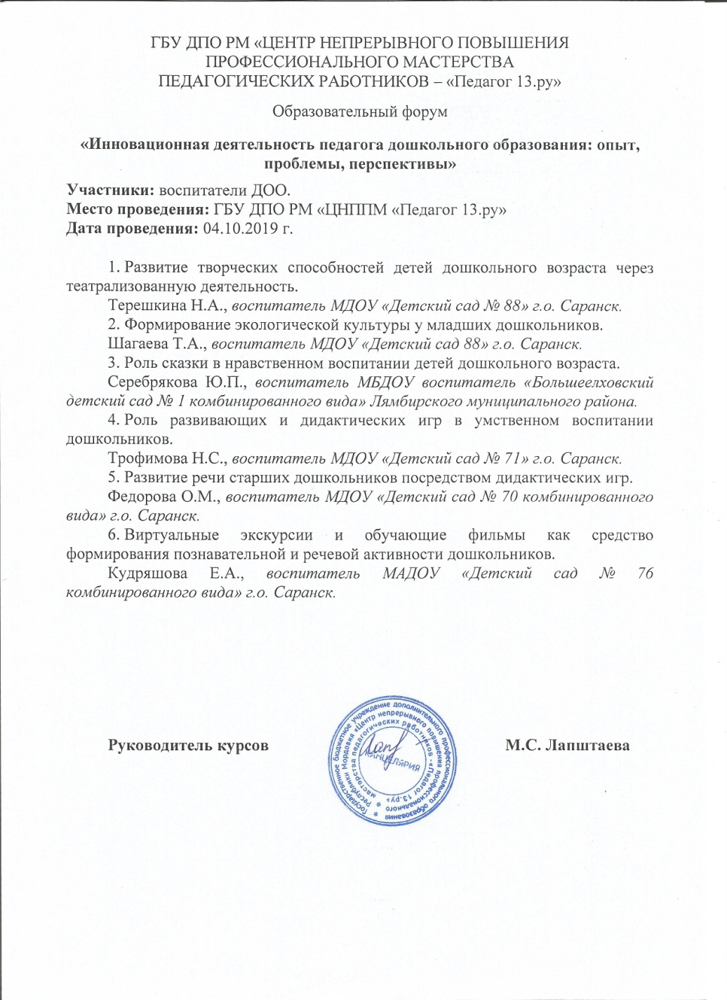 ГБУ ДПО РМ «ЦЕНТР НЕПРЕРЫВНОГО ПОВЫШЕНИЯ
ПРОФЕССИОНАЛЬНОГО МАСТЕРСТВА
ПЕДАГОГИЧЕСКИХ РАБОТНИКОВ – «Педагог 13.ру»
Образовательный форум
«Инновационная деятельность педагога дошкольного образования: опыт,
проблемы, перспективы»
Участники: воспитатели ДОО.
Место проведения: ГБУ ДПО РМ «ЦНППМ «Педагог 13.ру»
Дата проведения: 04.10.2019 г.
1. Развитие творческих способностей детей дошкольного возраста через
театрализованную деятельность.
Терешкина Н.А., воспитатель МДОУ «Детский сад № 88» г.о. Саранск.
2. Формирование экологической культуры у младших дошкольников.
Шагаева Т.А., воспитатель МДОУ «Детский сад 88» г.о. Саранск.
3. Роль сказки в нравственном воспитании детей дошкольного возраста.
Серебрякова Ю.П., воспитатель МБДОУ воспитатель «Большеелховский
детский сад № 1 комбинированного вида» Лямбирского муниципального района.
4. Роль развивающих и дидактических игр в умственном воспитании
дошкольников.
Трофимова Н.С., воспитатель МДОУ «Детский сад № 71» г.о. Саранск.
5. Развитие речи старших дошкольников посредством дидактических игр.
Федорова О.М., воспитатель МДОУ «Детский сад № 70 комбинированного
вида» г.о. Саранск.
6. Виртуальные экскурсии и обучающие фильмы как средство
формирования познавательной и речевой активности дошкольников.
Кудряшова Е.А., воспитатель МАДОУ «Детский сад № 76
комбинированного вида» г.о. Саранск.
Руководитель курсов
М.С. Лапштаева
Государственное бюджетное учреждение дополнительного профессионального образования
Республики Мордовия «Центр непрерывного повышения профессионального
мастерства педагогических работников - «Педагог 13.ру»
КАНЦЕЛЯРИЯ